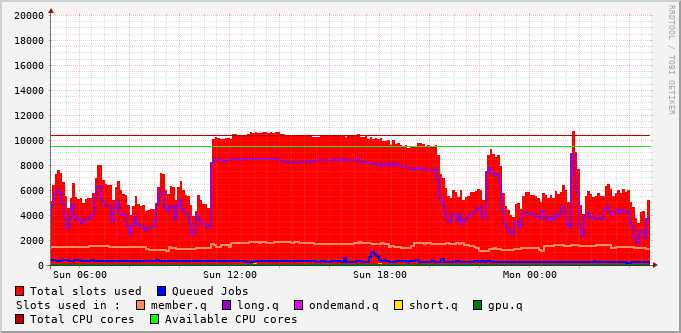 20000
18000
16000
14000
12000
10000
8000
6000
4000
2000
0
Sun 06:00 Sun 12:00 Sun 18:00 Mon 00:00
RRDTOOL / TOBI OETIKER
Total slots used Queued Jobs
Slots used in : member.q long.q ondemand.q short.q gpu.q
Total CPU cores Available CPU cores